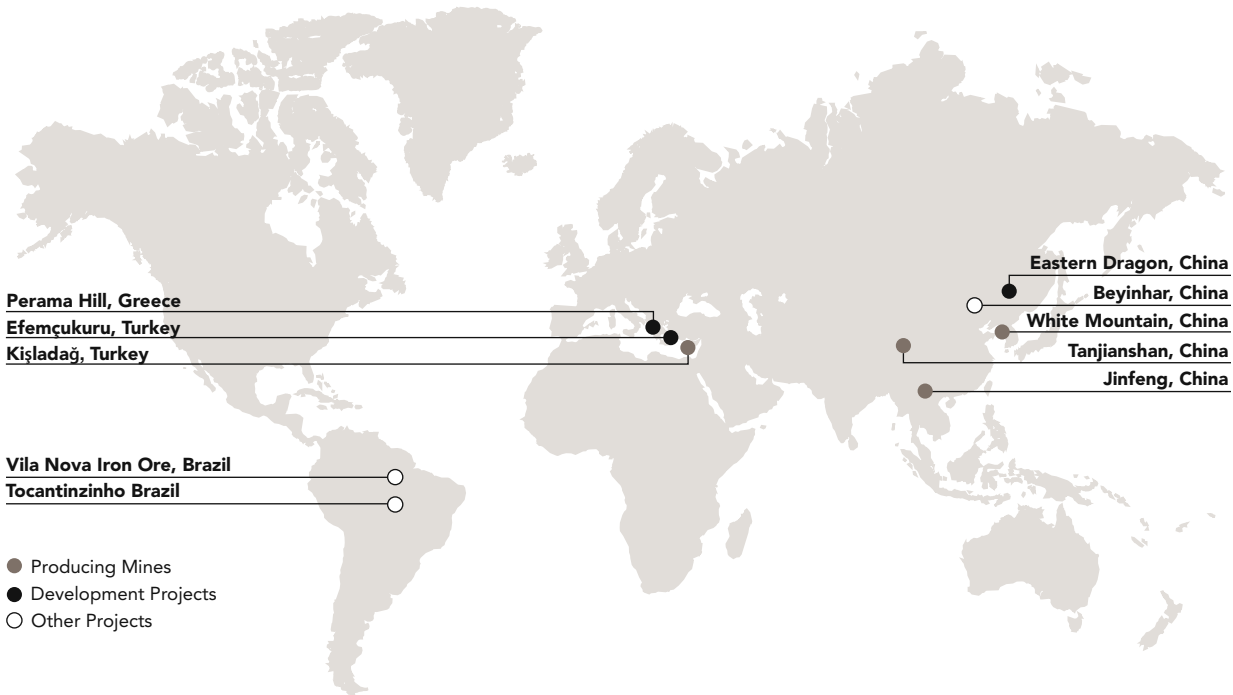 Perama Hill, Greece
Efemçukuru, Turkey
Kişladağ, Turkey
Vila Nova Iron Ore, Brazil
Tocantinzinho Brazil
Eastern Dragon, China
Beyinhar, China
White Mountain, China
Tanjianshan, China
Jinfeng, China
Producing Mines
Development Projects
Other Projects